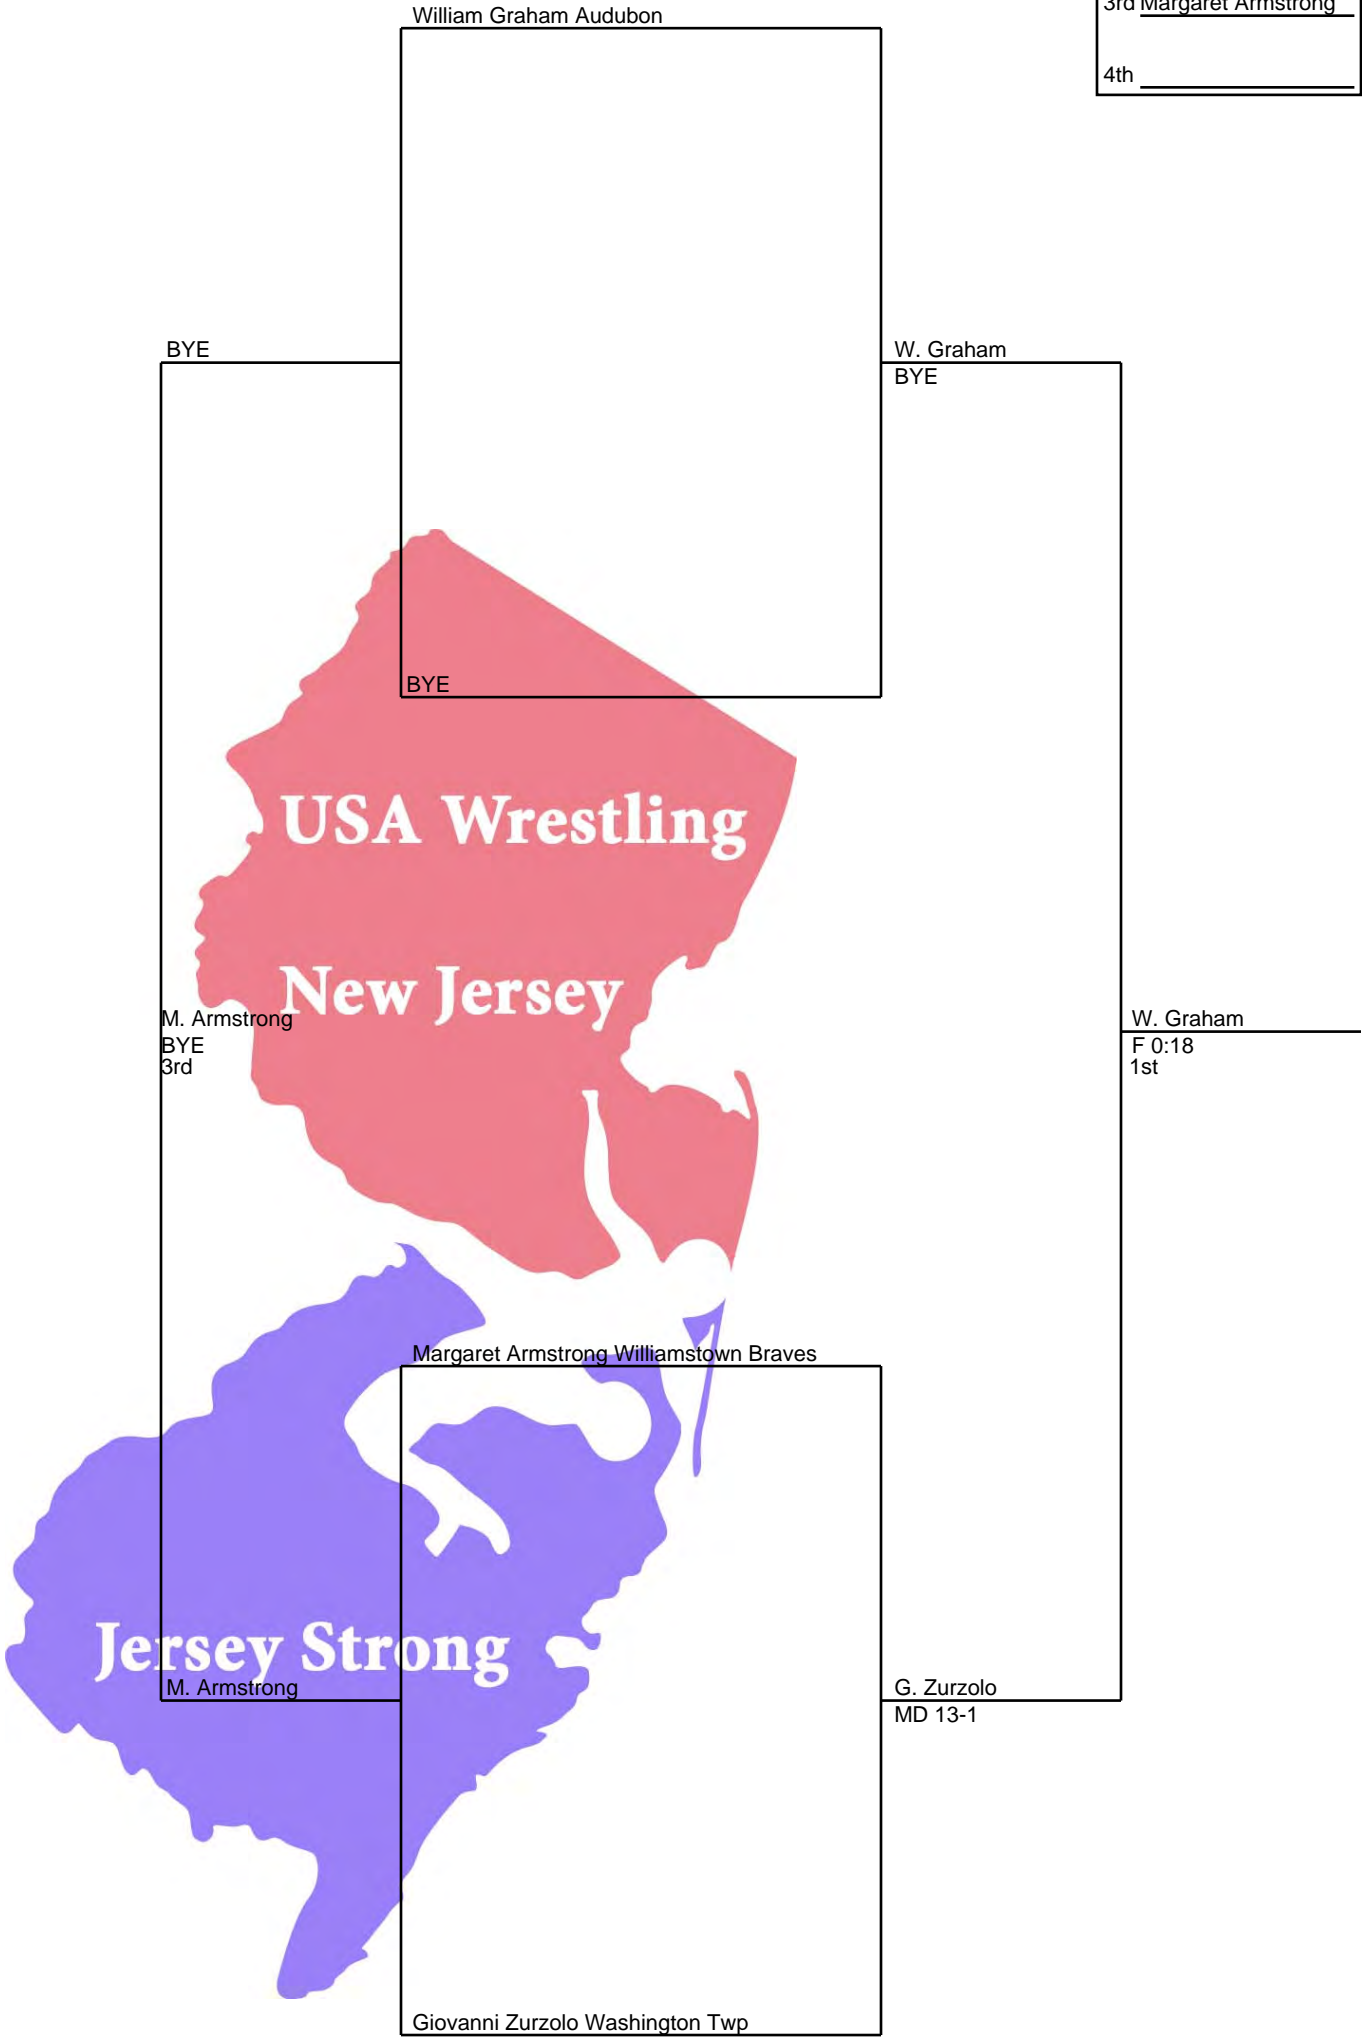 William Graham Audubon
3rd Margaret Armstrong
4th
BYE
W. Graham
BYE
BYE
USA Wrestling
New Jersey
M. Armstrong
BYE
3rd
W. Graham
F 0:18
1st
Margaret Armstrong Williamstown Braves
Jersey Strong
M. Armstrong
G. Zurzolo
MD 13-1
Giovanni Zurzolo Washington Twp